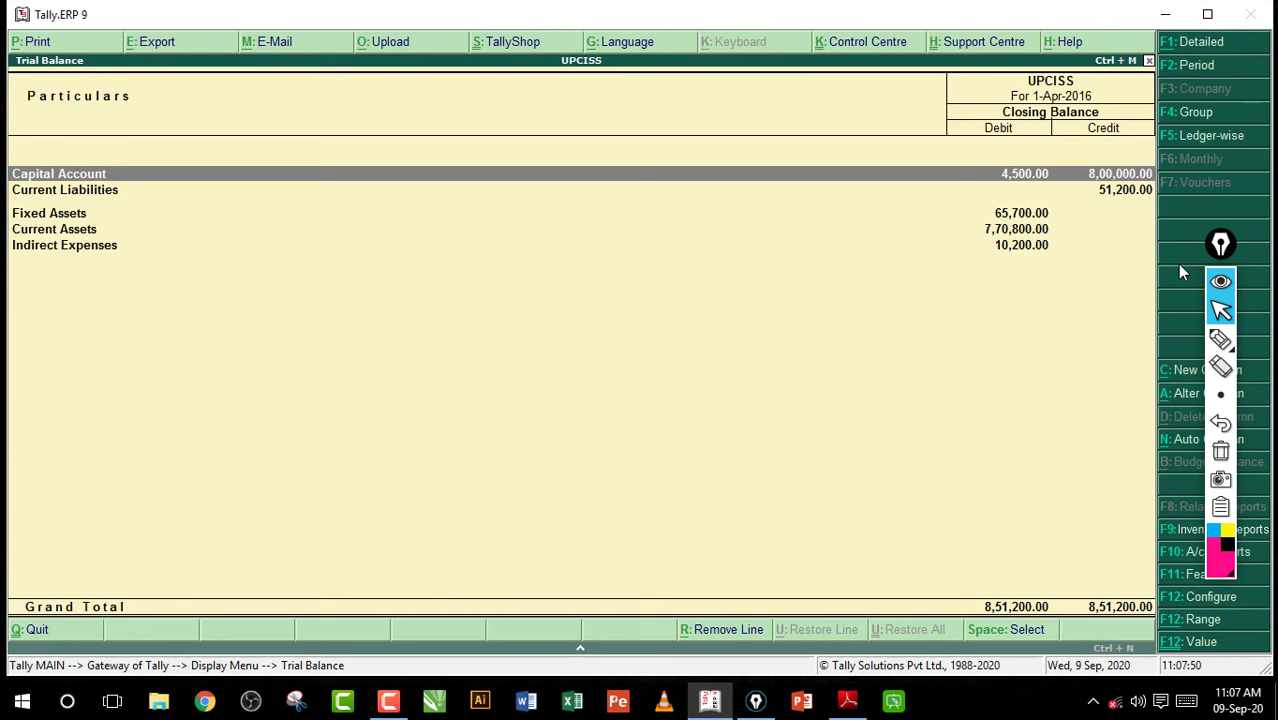 Tally.ERP 9
P: Print E: Export M: E-Mail O: Upload S: TallyShop G: Language K: Keyboard K: Control Centre H: Support Centre H: Help
Trial Balance UPCISS Ctrl + M
Particulars
UPCISS
For 1-Apr-2016
Closing Balance
Debit Credit
Capital Account 4,500.00 8,00,000.00
Current Liabilities 51,200.00
Fixed Assets 65,700.00
Current Assets 7,70,800.00
Indirect Expenses 10,200.00
Grand Total 8,51,200.00 8,51,200.00
Q: Quit R: Remove Line U: Restore Line U: Restore All Space: Select
Ctrl + N
Tally MAIN --> Gateway of Tally --> Display Menu --> Trial Balance © Tally Solutions Pvt Ltd., 1988-2020 Wed, 9 Sep, 2020 11:07:50
F1: Detailed
F2: Period
F3: Company
F4: Group
F5: Ledger-wise
F6: Monthly
F7: Vouchers
C: New
A: Alter
D:
N: Auto
B:
F8:
F9:
F10: A/c
F11:
F12: Configure
F12: Range
F12: Value
Ai Pe
11:07 AM
09-Sep-20